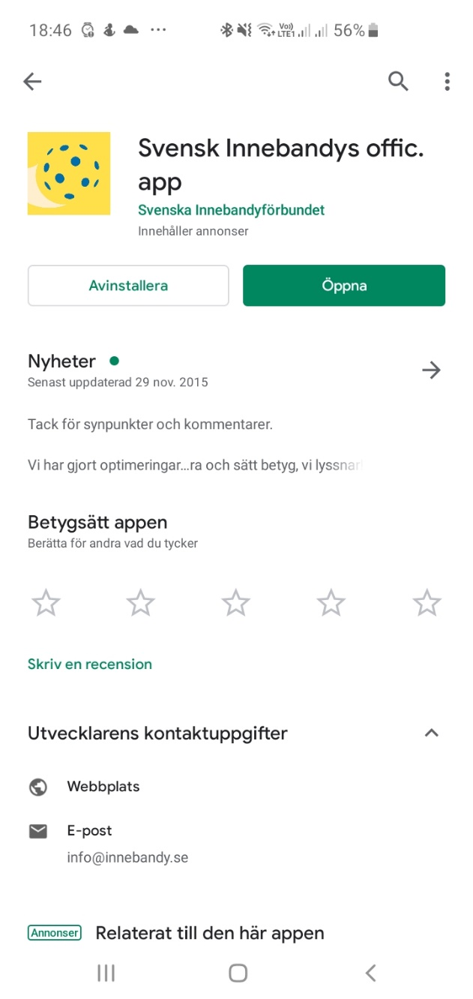 18:46
Vo)) LTE1 56%
Svensk Innebandys offic.
app
Svenska Innebandyförbundet
Innehåller annonser
Avinstallera
Öppna
Nyheter
Senast uppdaterad 29 nov. 2015
Tack för synpunkter och kommentarer.
Vi har gjort optimeringar...ra och sätt betyg, vi lyssnar
Betygsätt appen
Berätta för andra vad du tycker
Skriv en recension
Utvecklarens kontaktuppgifter
Webbplats
E-post
info@innebandy.se
Annonser Relaterat till den här appen